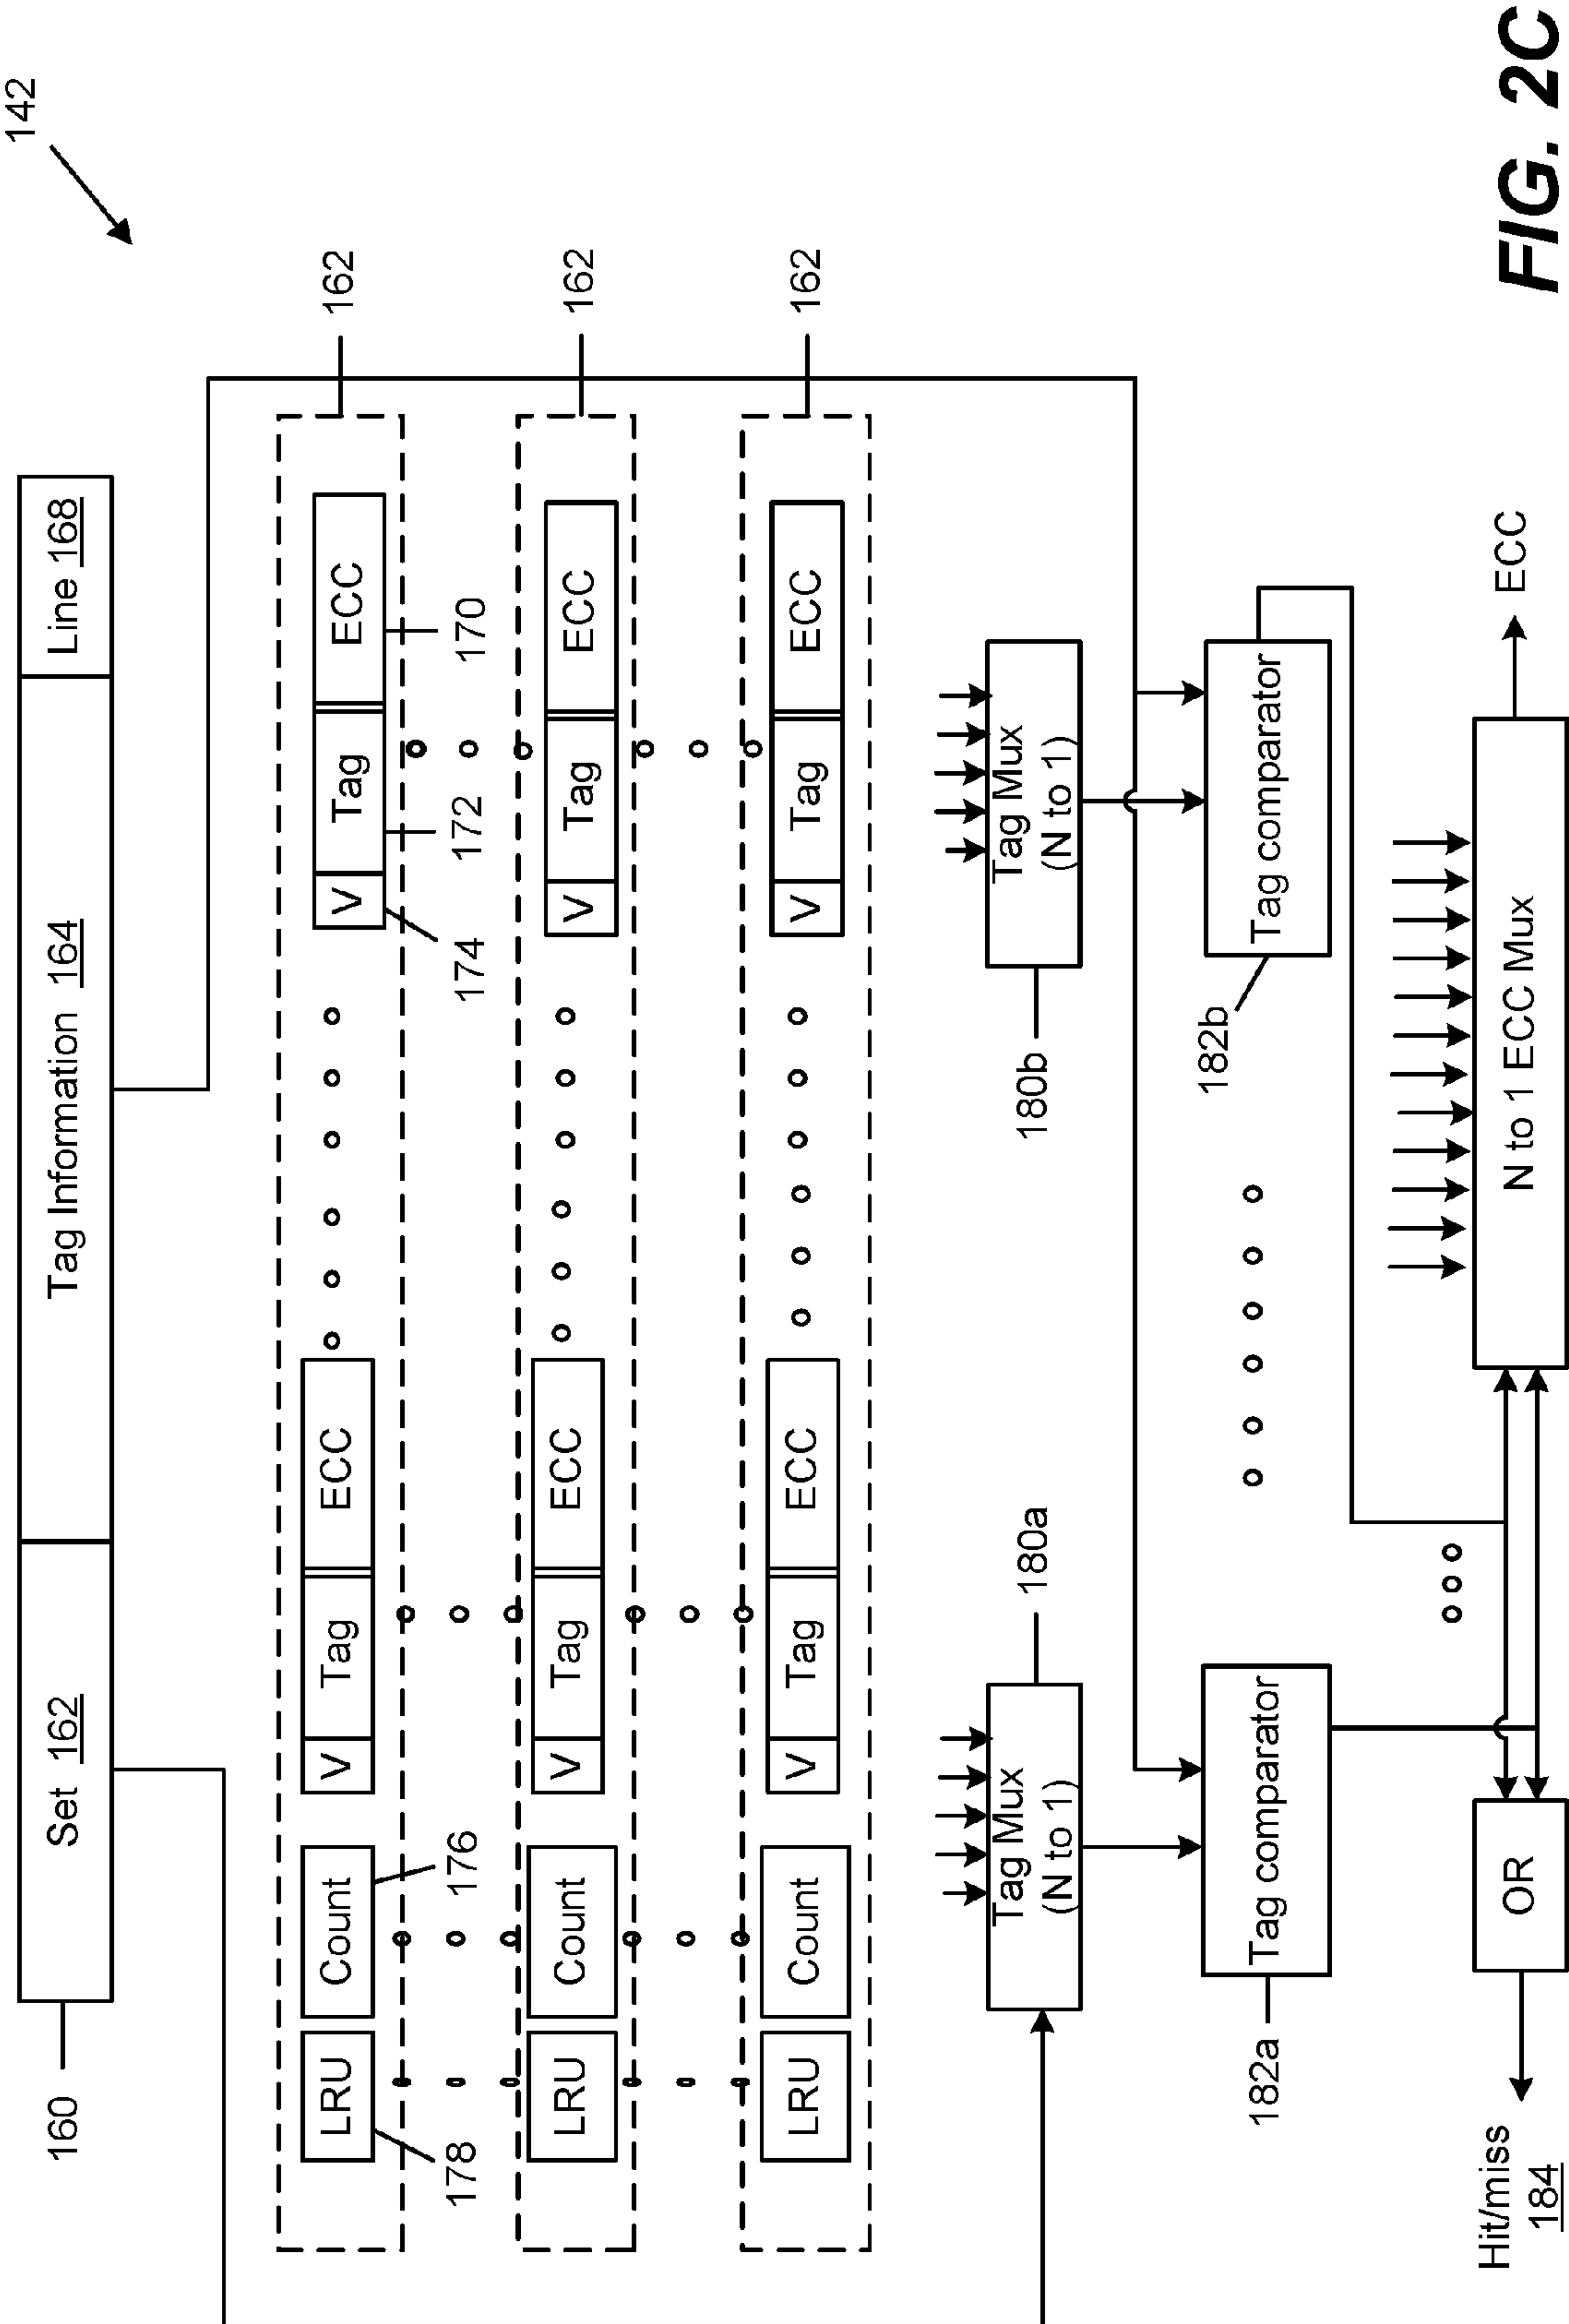 142
160
Set 162
Tag Information 164
Line 168
LRU
Count
V
Tag
ECC
V
Tag
ECC
162
178
176
174
172
170
LRU
Count
V
Tag
ECC
V
Tag
ECC
162
LRU
Count
V
Tag
ECC
V
Tag
ECC
162
Tag Mux
(N to 1)
180a
180b
Tag Mux
(N to 1)
182a
Tag comparator
182b
Tag comparator
Hit/miss
184
OR
N to 1 ECC Mux
ECC
FIG. 2C